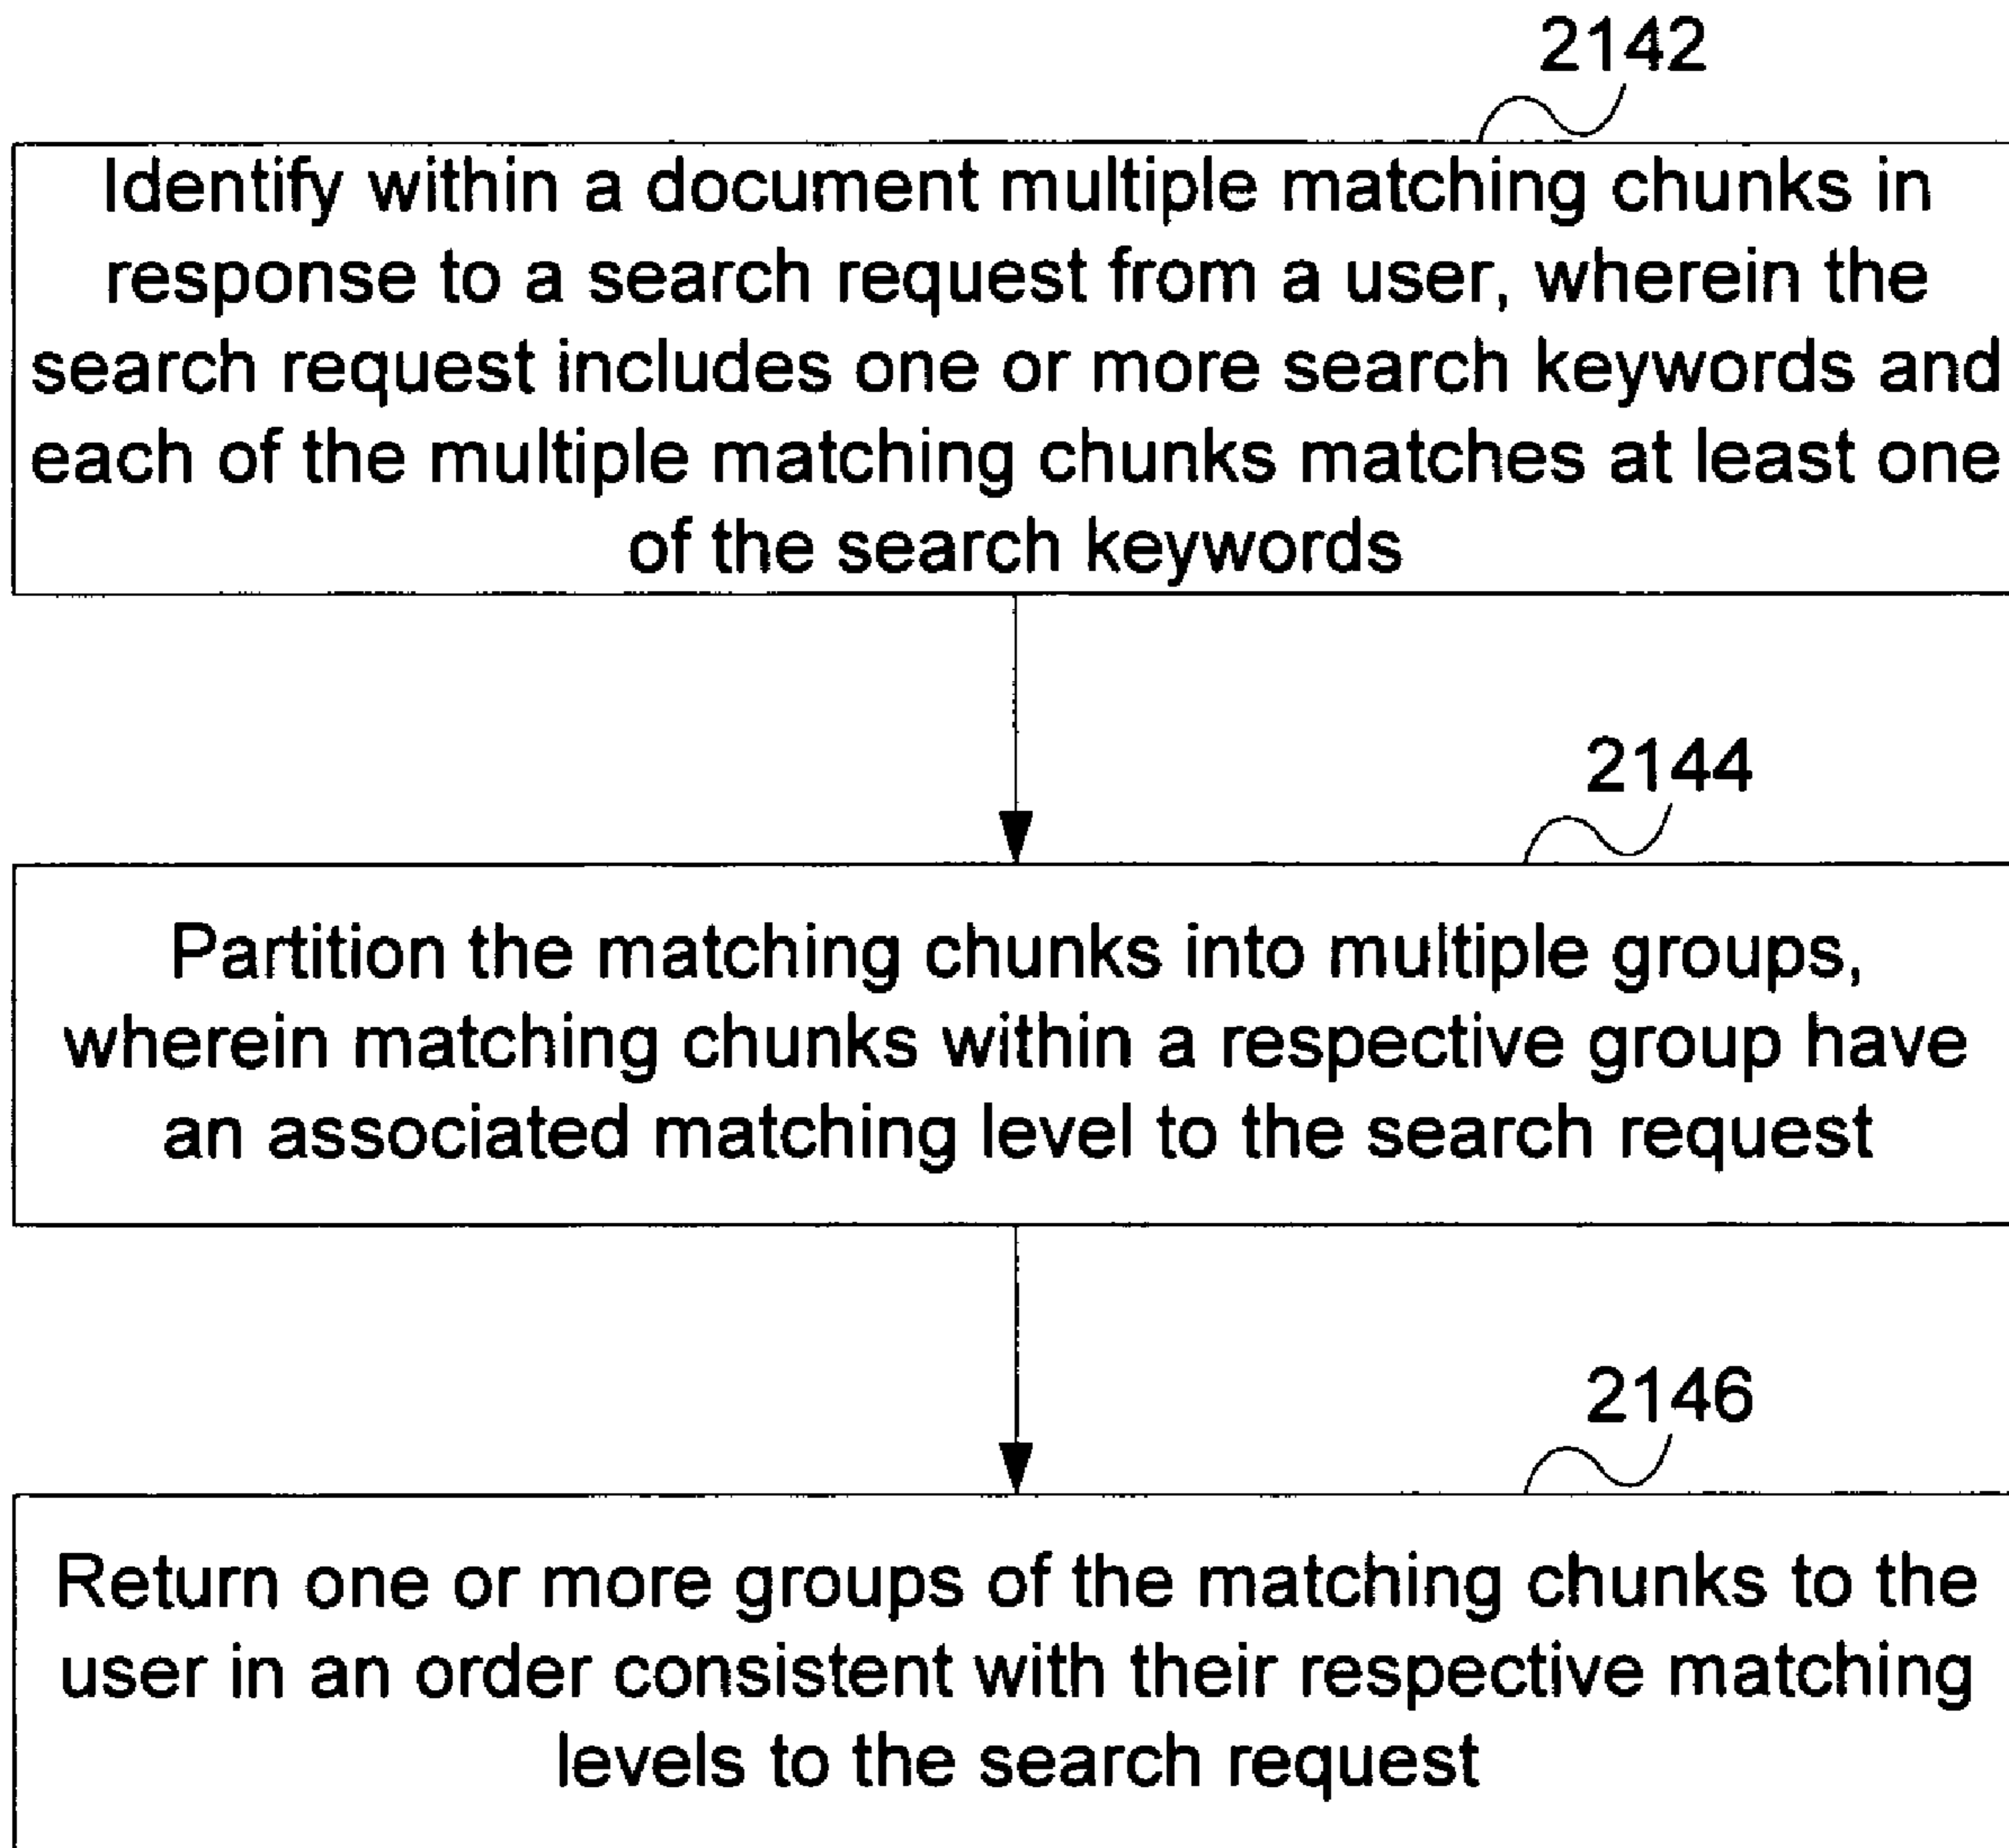 2142
Identify within a document multiple matching chunks in
response to a search request from a user, wherein the
search request includes one or more search keywords and
each of the multiple matching chunks matches at least one
of the search keywords
2144
Partition the matching chunks into multiple groups,
wherein matching chunks within a respective group have
an associated matching level to the search request
2146
Return one or more groups of the matching chunks to the
user in an order consistent with their respective matching
levels to the search request